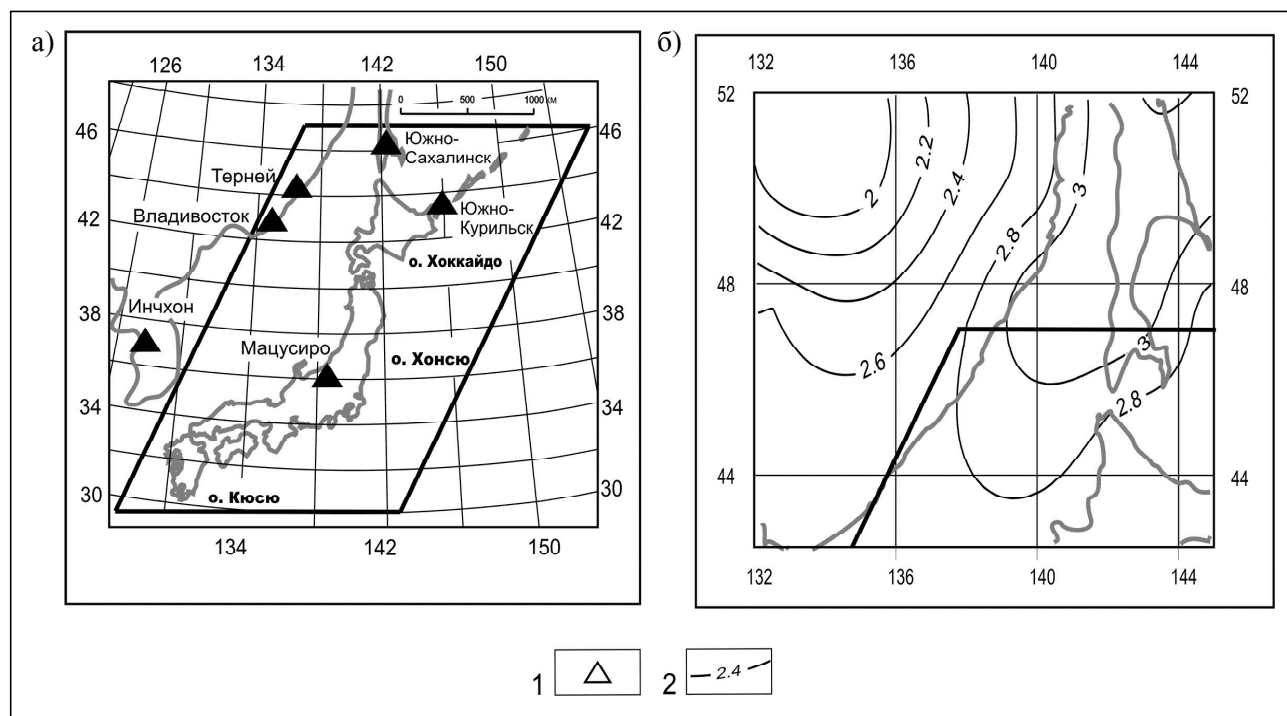 а)
126 134 142 150
0 500 1000 км
46 46
Южно-
Сахалинск
Терней
Владивосток
Южно-
Курильск
42 42
о. Хоккайдо
38 38
Инчхон
Мацусиро
о. Хонсю
34 34
30 30
о. Кюсю
134 142 150
б)
132 136 140 144
52 52
2
2.2
2.4
2.8
3
48 48
2.6
3
2.8
44 44
132 136 140 144
1
2
2.4